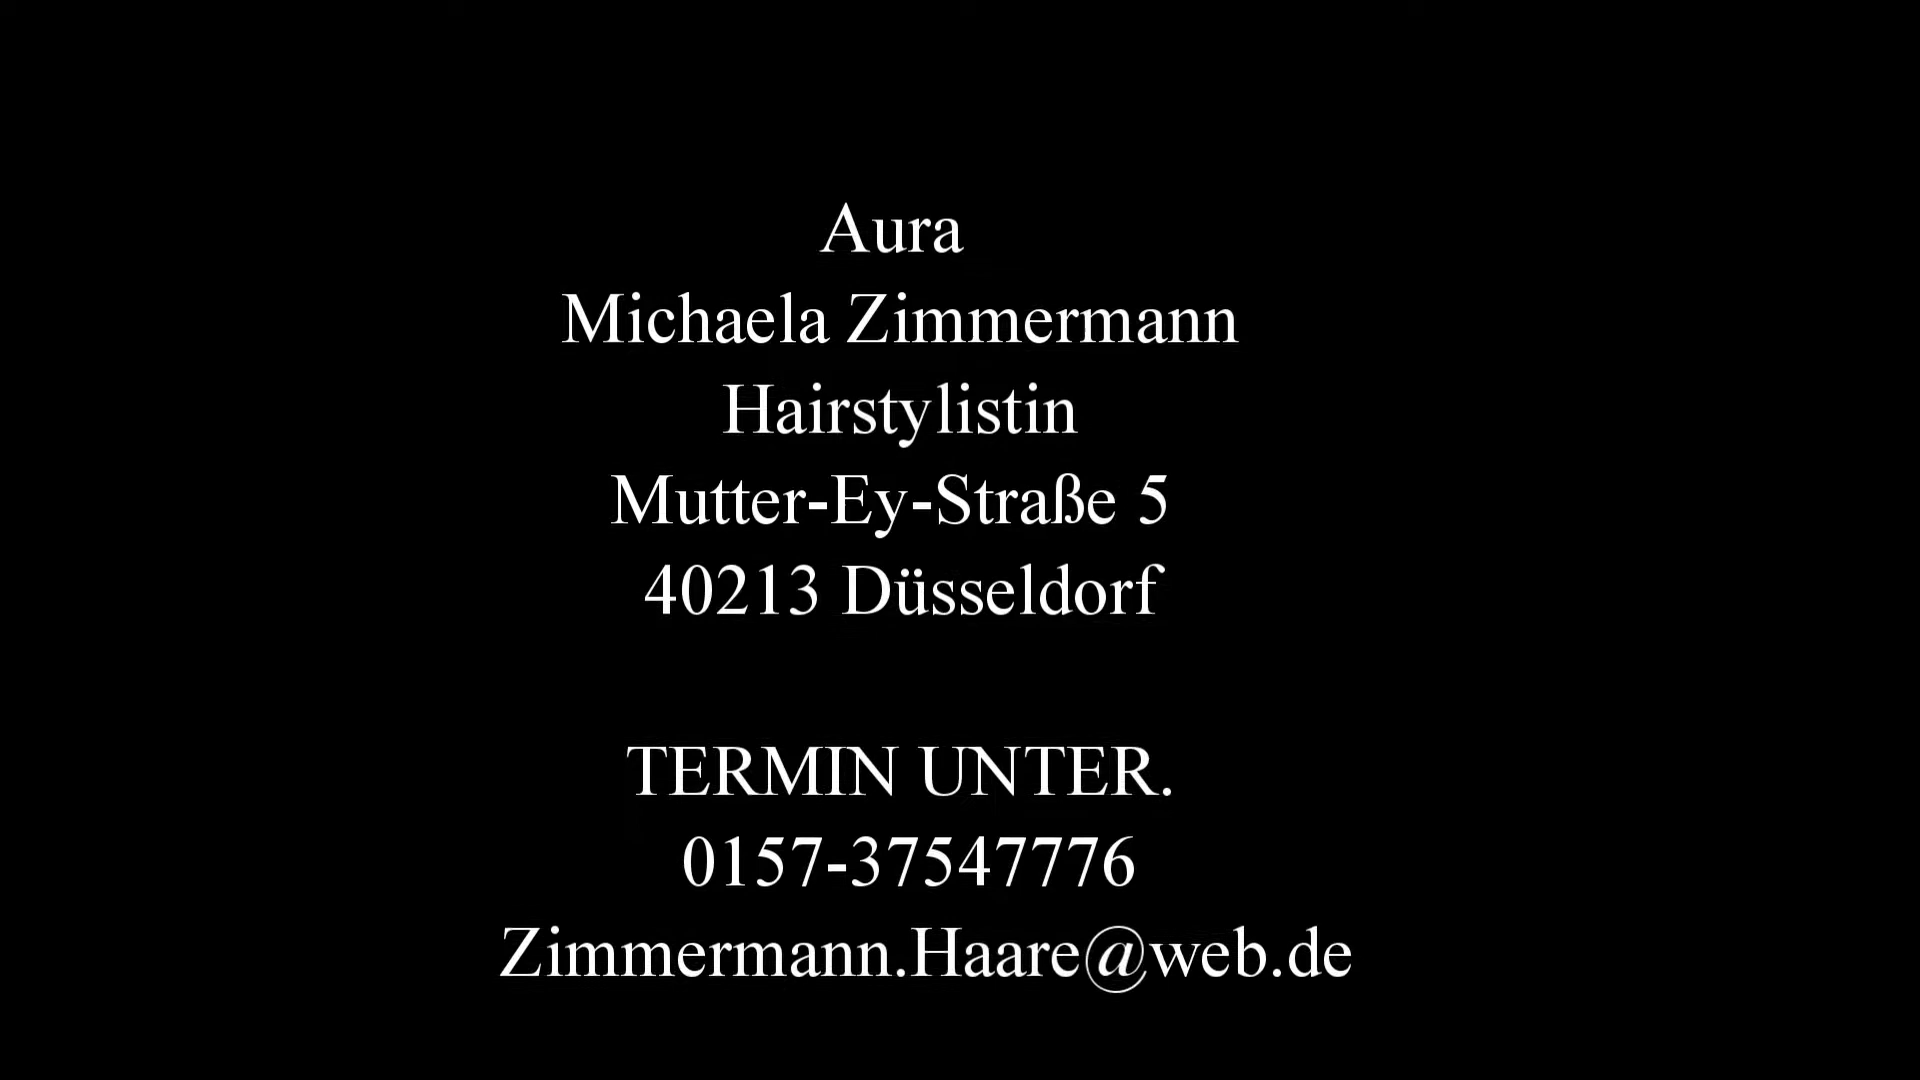 Aura
Michaela Zimmermann
Hairstylistin
Mutter-Ey-Straße 5
40213 Düsseldorf
TERMIN UNTER.
0157-37547776
Zimmermann.Haare@web.de